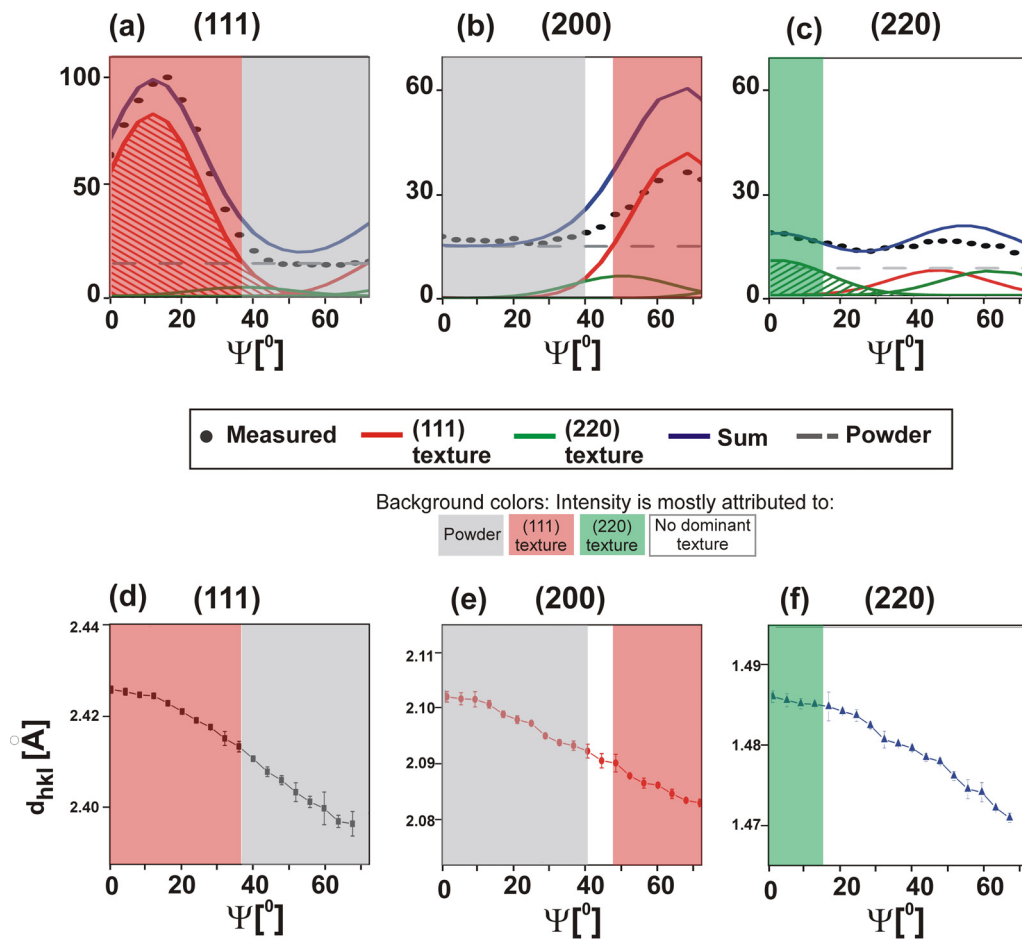 (a) (111)
(b) (200)
(c) (220)
100
50
0
0 20 40 60
Ψ[⁰]
60
30
0
0 20 40 60
Ψ[⁰]
60
30
0
0 20 40 60
Ψ[⁰]
Measured
(111)
texture
(220)
texture
Sum
Powder
Background colors: Intensity is mostly attributed to:
Powder
(111)
texture
(220)
texture
No dominant
texture
(d) (111)
(e) (200)
(f) (220)
dhkl [Å]
2.44
2.42
2.40
0 20 40 60
Ψ[⁰]
2.11
2.10
2.09
2.08
0 20 40 60
Ψ[⁰]
1.49
1.48
1.47
0 20 40 60
Ψ[⁰]